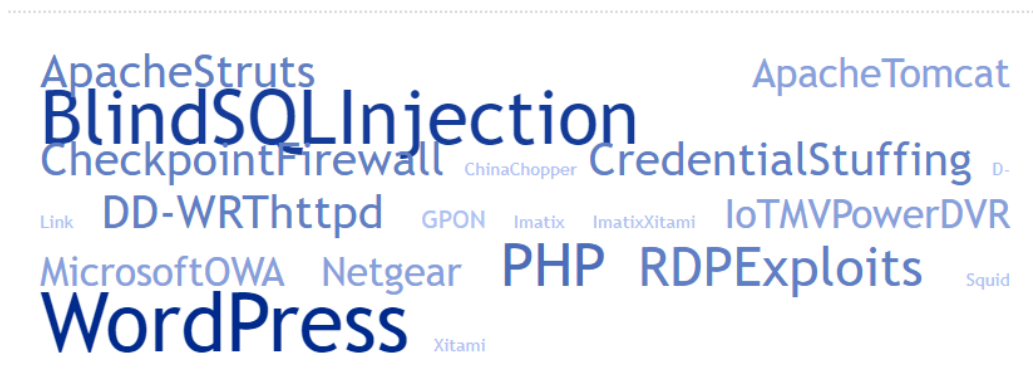 ApacheStruts ApacheTomcat
BlindSQLInjection
CheckpointFirewall ChinaChopper CredentialStuffing D-
Link DD-WRThttpd GPON Imatix ImatixXitami IoTMVPowerDVR
MicrosoftOWA Netgear PHP RDPExploits Squid
WordPress Xitami